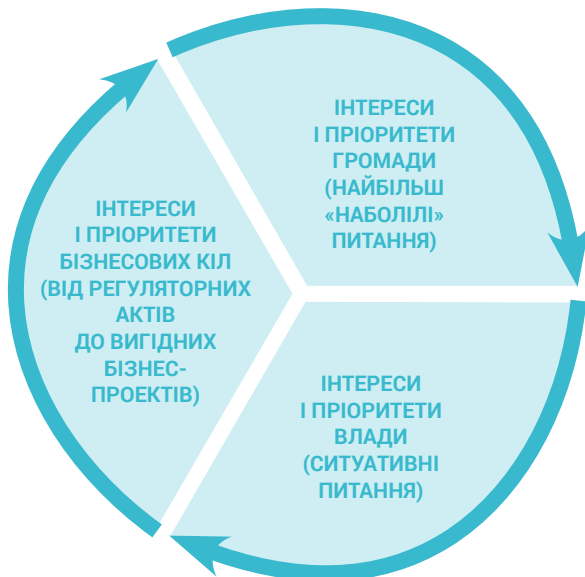 ІНТЕРЕСИ
І ПРІОРИТЕТИ
ГРОМАДИ
(НАЙБІЛЬШ
«НАБОЛІЛІ»
ПИТАННЯ)
ІНТЕРЕСИ
І ПРІОРИТЕТИ
БІЗНЕСОВИХ КІЛ
(ВІД РЕГУЛЯТОРНИХ
АКТІВ
ДО ВИГІДНИХ
БІЗНЕС-
ПРОЕКТІВ)
ІНТЕРЕСИ
І ПРІОРИТЕТИ
ВЛАДИ
(СИТУАТИВНІ
ПИТАННЯ)